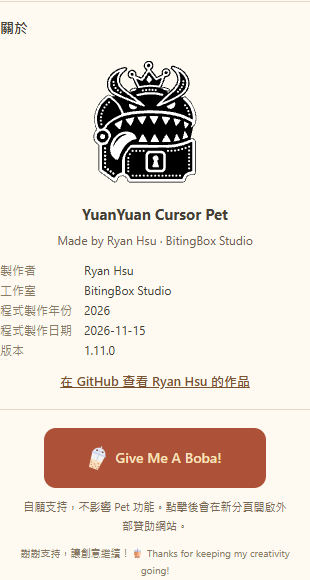 關於
YuanYuan Cursor Pet
Made by Ryan Hsu · BitingBox Studio
製作者 Ryan Hsu
工作室 BitingBox Studio
程式製作年份 2026
程式製作日期 2026-11-15
版本 1.11.0
在 GitHub 查看 Ryan Hsu 的作品
🧋 Give Me A Boba!
自願支持，不影響 Pet 功能。點擊後會在新分頁開啟外
部贊助網站。
謝謝支持，讓創意繼續！🧋 Thanks for keeping my creativity
going!